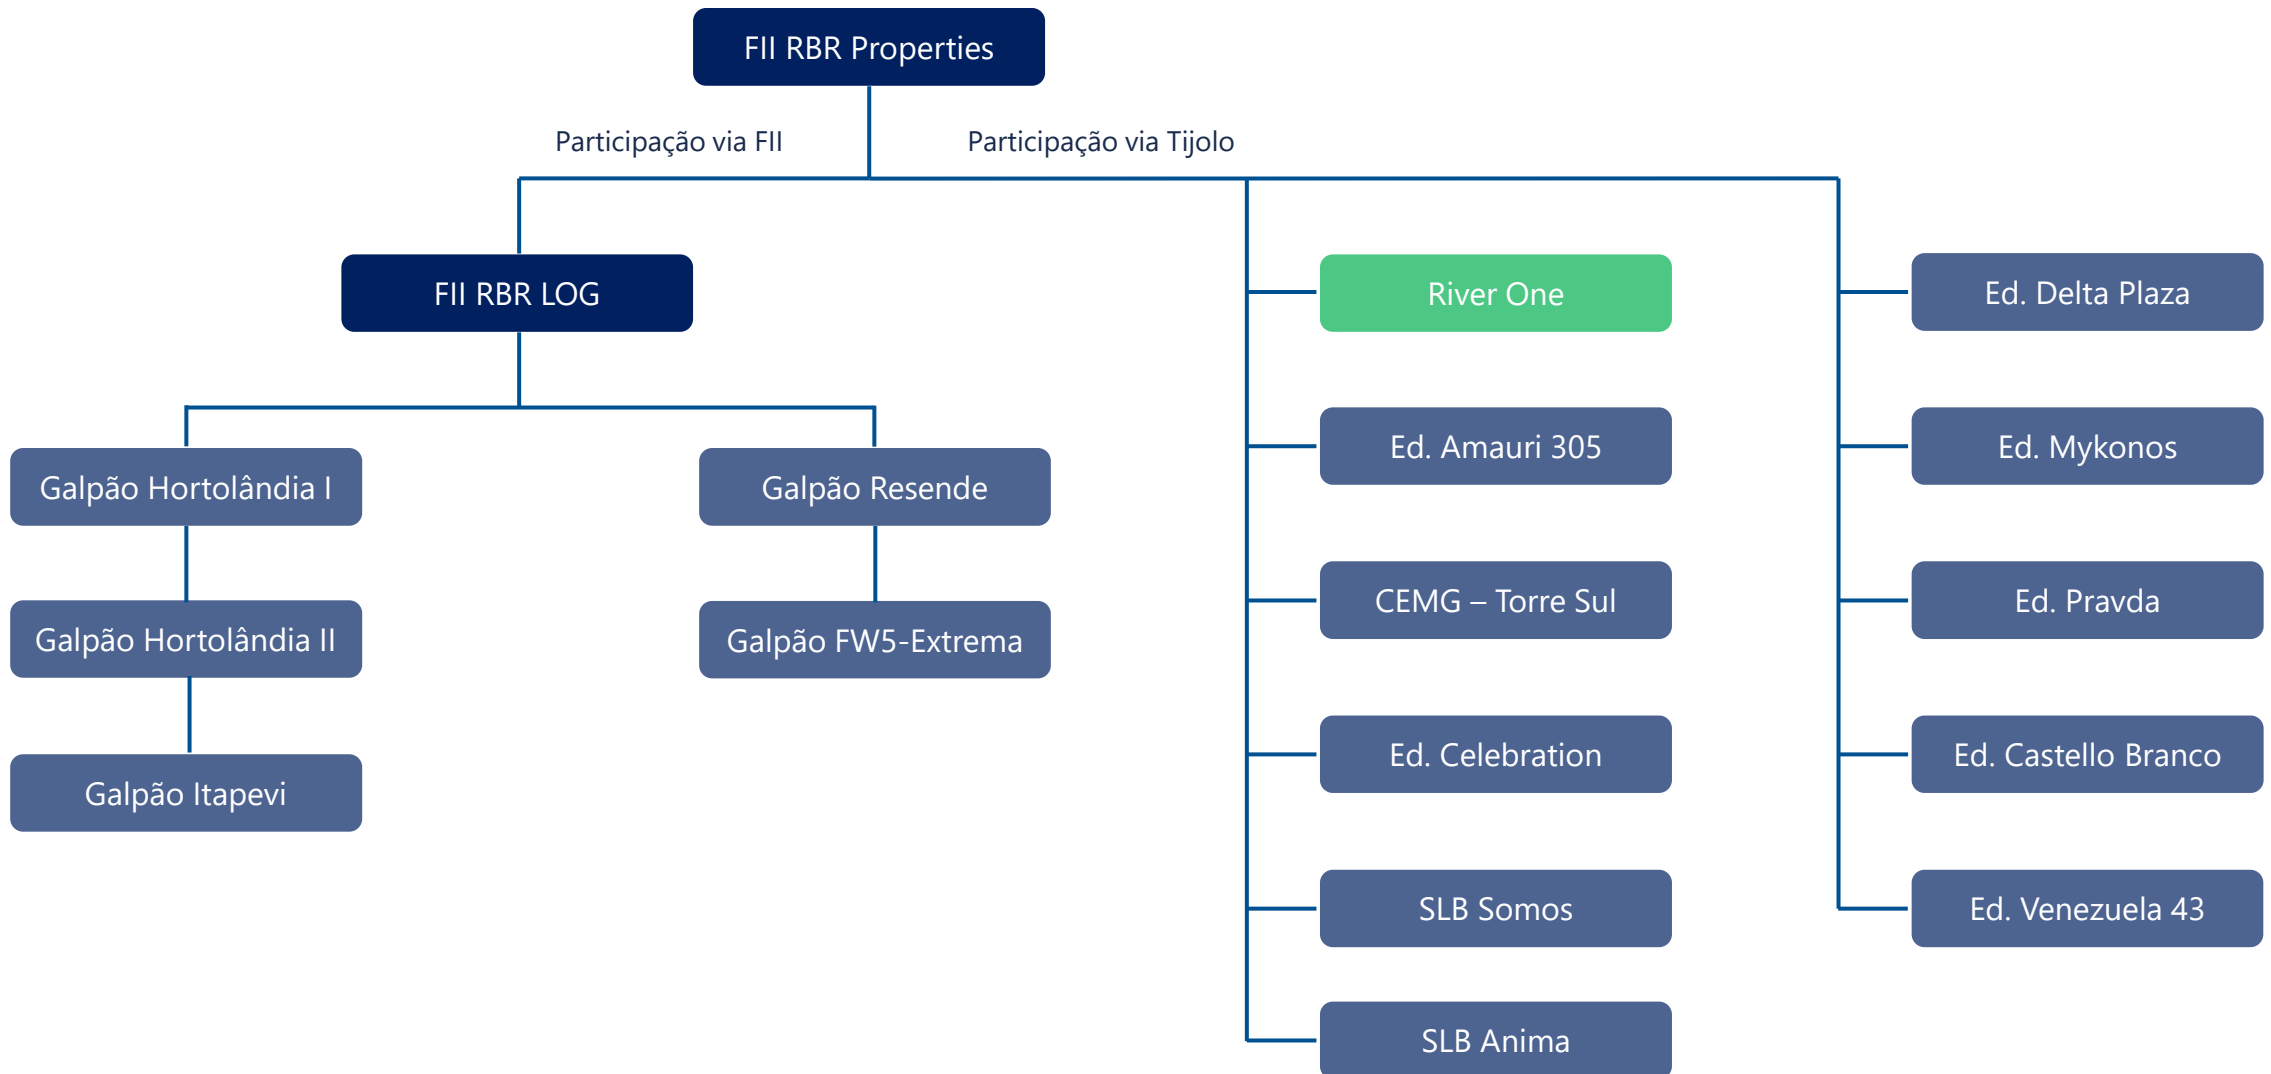 FII RBR Properties
Participação via FII
Participação via Tijolo
FII RBR LOG
Galpão Hortolândia I
Galpão Hortolândia II
Galpão Itapevi
Galpão Resende
Galpão FW5-Extrema
River One
Ed. Amauri 305
CEMG – Torre Sul
Ed. Celebration
SLB Somos
SLB Anima
Ed. Delta Plaza
Ed. Mykonos
Ed. Pravda
Ed. Castello Branco
Ed. Venezuela 43